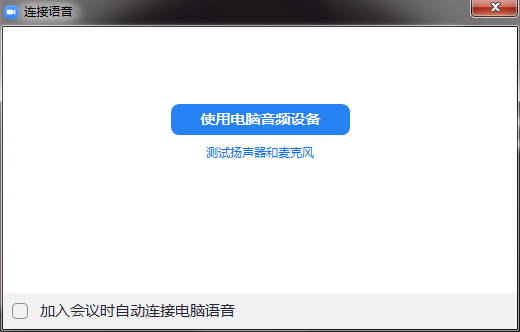 连接语音
使用电脑音频设备
测试扬声器和麦克风
加入会议时自动连接电脑语音